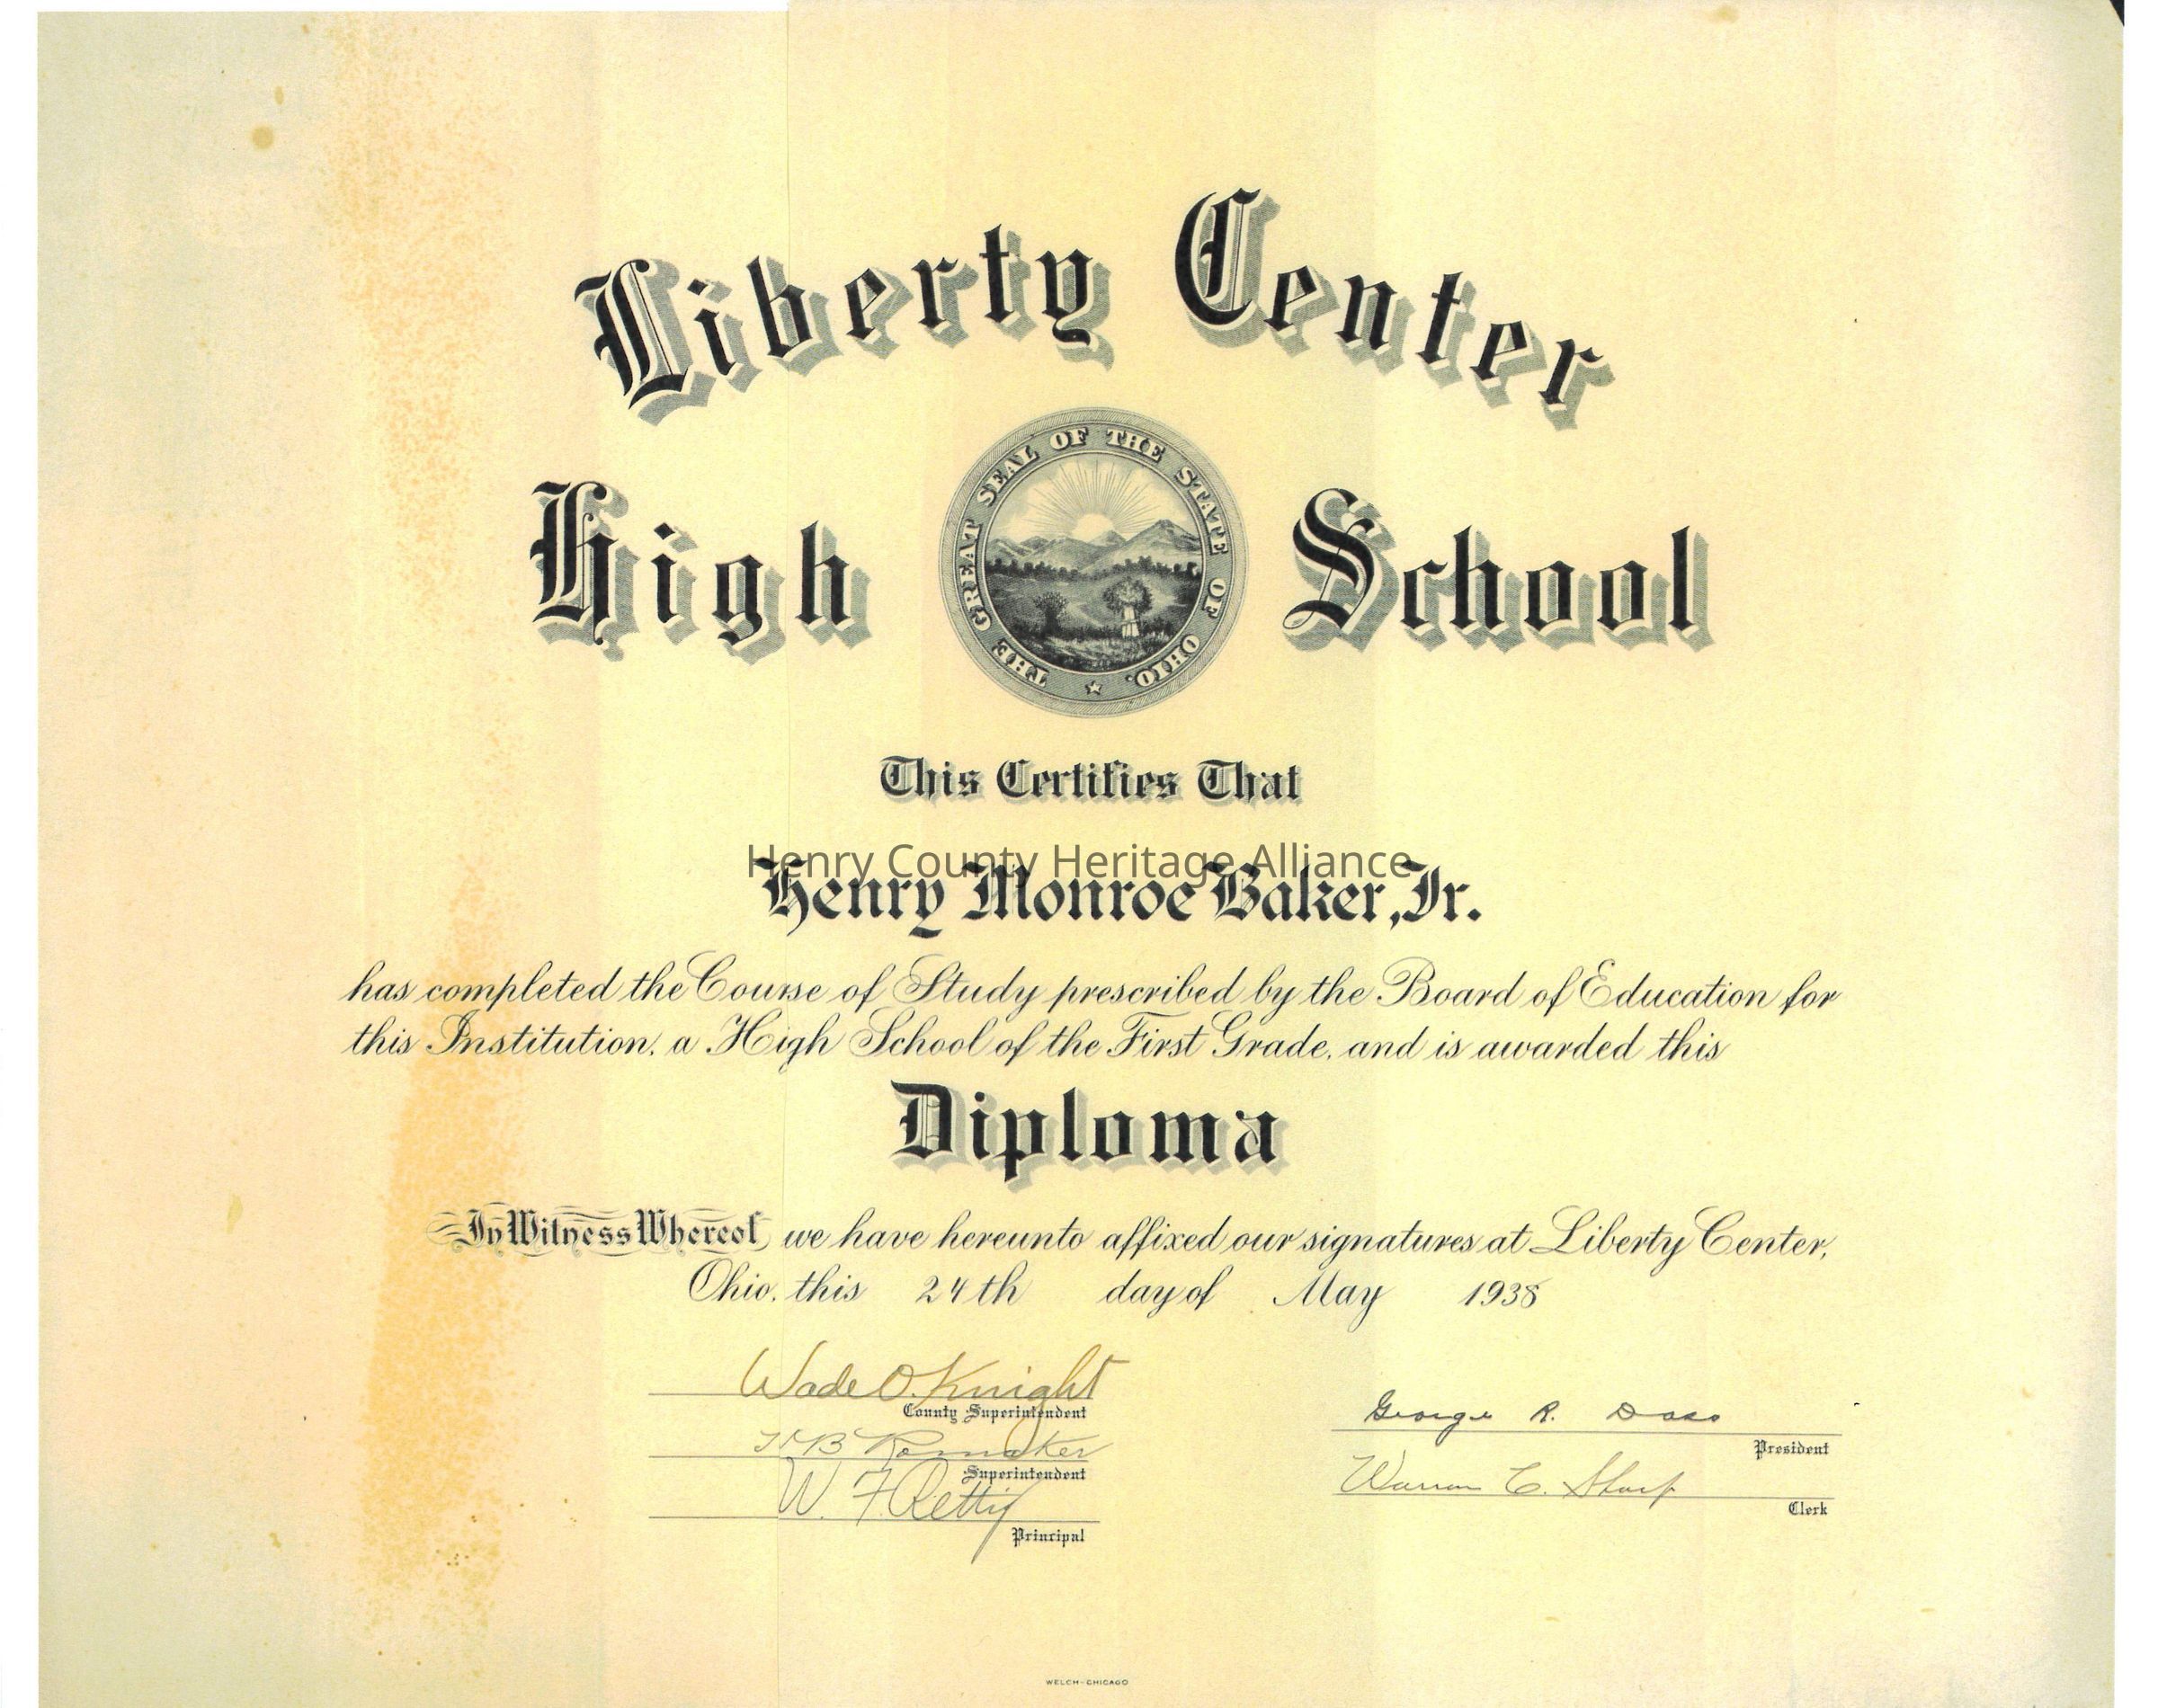 Liberty Center
High School
THE GREAT SEAL OF THE STATE OF OHIO.
This Certifies That
Henry County Heritage Alliance
Henry Monroe Baker, Jr.
has completed the Course of Study prescribed by the Board of Education for
this Institution, a High School of the First Grade, and is awarded this
Diploma
In Witness Whereof, we have hereunto affixed our signatures at Liberty Center,
Ohio, this 24th day of May 1938
Wade O. Knight
County Superintendent
Romaker
Superintendent
W. F. Rettig
Principal
George R.
President
Warren C. Sharp
Clerk
WELCH-CHICAGO